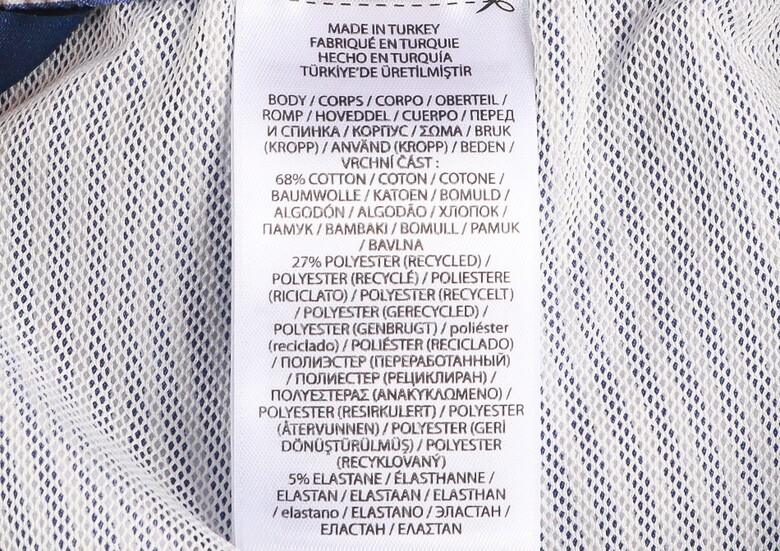 MADE IN TURKEY
FABRIQUÉ EN TURQUIE
HECHO EN TURQUÍA
TÜRKİYE'DE ÜRETİLMİŞTİR
BODY / CORPS / CORPO / OBERTEIL /
ROMP / HOVEDDEL / CUERPO / ПЕРЕД
И СПИНКА / КОРПУС / ΣΩΜΑ / BRUK
(KROPP) / ANVÄND (KROPP) / BEDEN /
VRCHNÍ ČÁST :
68% COTTON / COTON / COTONE /
BAUMWOLLE / KATOEN / BOMULD /
ALGODÓN / ALGODÃO / ХЛОПОК /
ПАМУК / ΒΑΜΒΑΚΙ / BOMULL / PAMUK
/ BAVLNA
27% POLYESTER (RECYCLED) /
POLYESTER (RECYCLÉ) / POLIESTERE
(RICICLATO) / POLYESTER (RECYCELT)
/ POLYESTER (GERECYCLED) /
POLYESTER (GENBRUGT) / poliéster
(reciclado) / POLIÉSTER (RECICLADO)
/ ПОЛИЭСТЕР (ПЕРЕРАБОТАННЫЙ)
/ ПОЛИЕСТЕР (РЕЦИКЛИРАН) /
ΠΟΛΥΕΣΤΕΡΑΣ (ΑΝΑΚΥΚΛΩΜΕΝΟ) /
POLYESTER (RESIRKULERT) / POLYESTER
(ÅTERVUNNEN) / POLYESTER (GERİ
DÖNÜŞTÜRÜLMÜŞ) / POLYESTER
(RECYKLOVANÝ)
5% ELASTANE / ÉLASTHANNE /
ELASTAN / ELASTAAN / ELASTHAN
/ elastano / ELASTANO / ЭЛАСТАН /
ЕЛАСТАН / ΕΛΑΣΤΑΝ